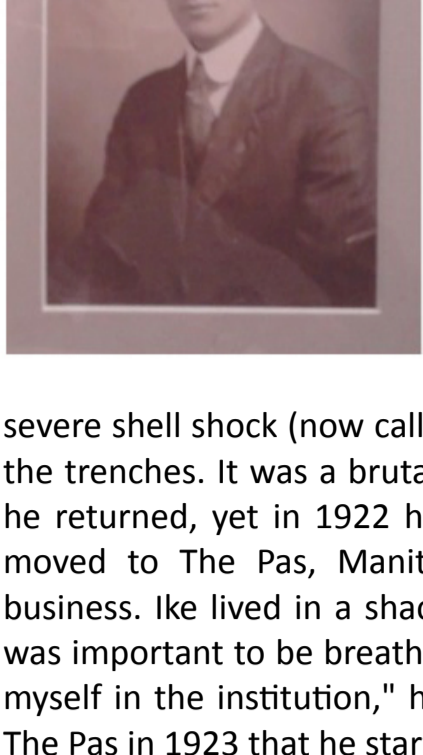 severe shell shock (now call
the trenches. It was a bruta
he returned, yet in 1922 h
moved to The Pas, Manit
business. Ike lived in a shac
was important to be breath
myself in the institution," h
The Pas in 1923 that he star